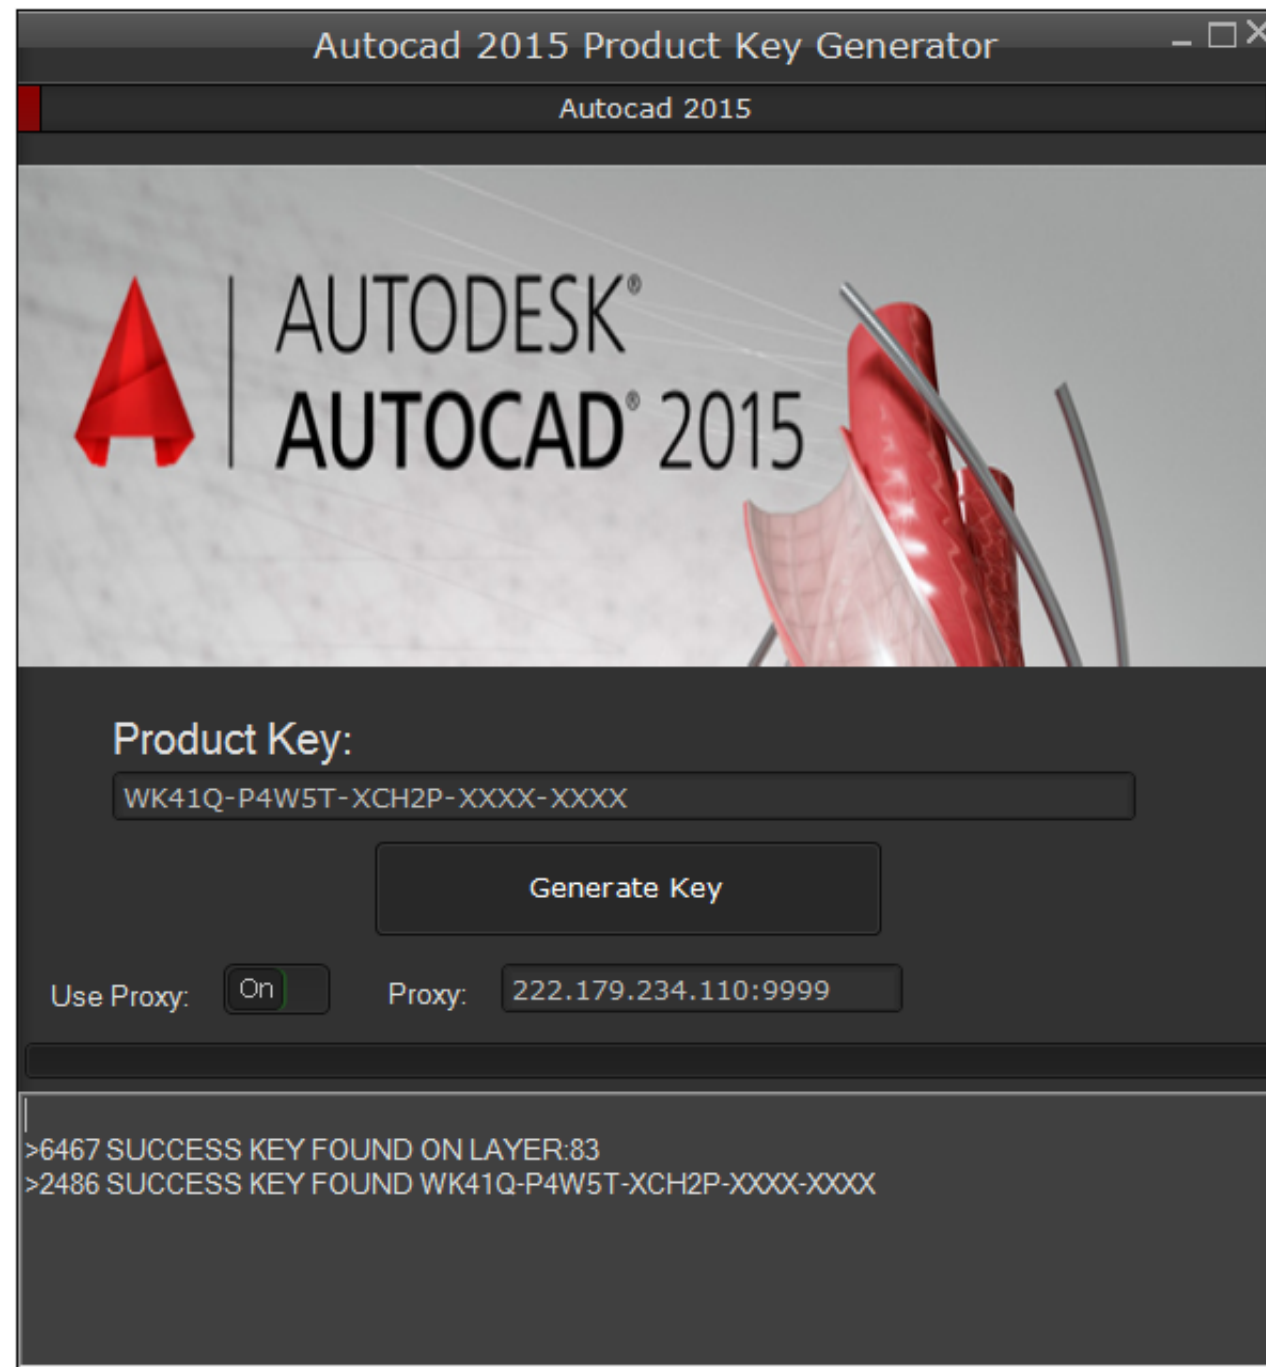 Autocad 2015 Product Key Generator
Autocad 2015
AUTODESK®
AUTOCAD® 2015
Product Key:
WK41Q-P4W5T-XCH2P-XXXX-XXXX
Generate Key
Use Proxy: On Proxy: 222.179.234.110:9999
>6467 SUCCESS KEY FOUND ON LAYER:83
>2486 SUCCESS KEY FOUND WK41Q-P4W5T-XCH2P-XXXX-XXXX